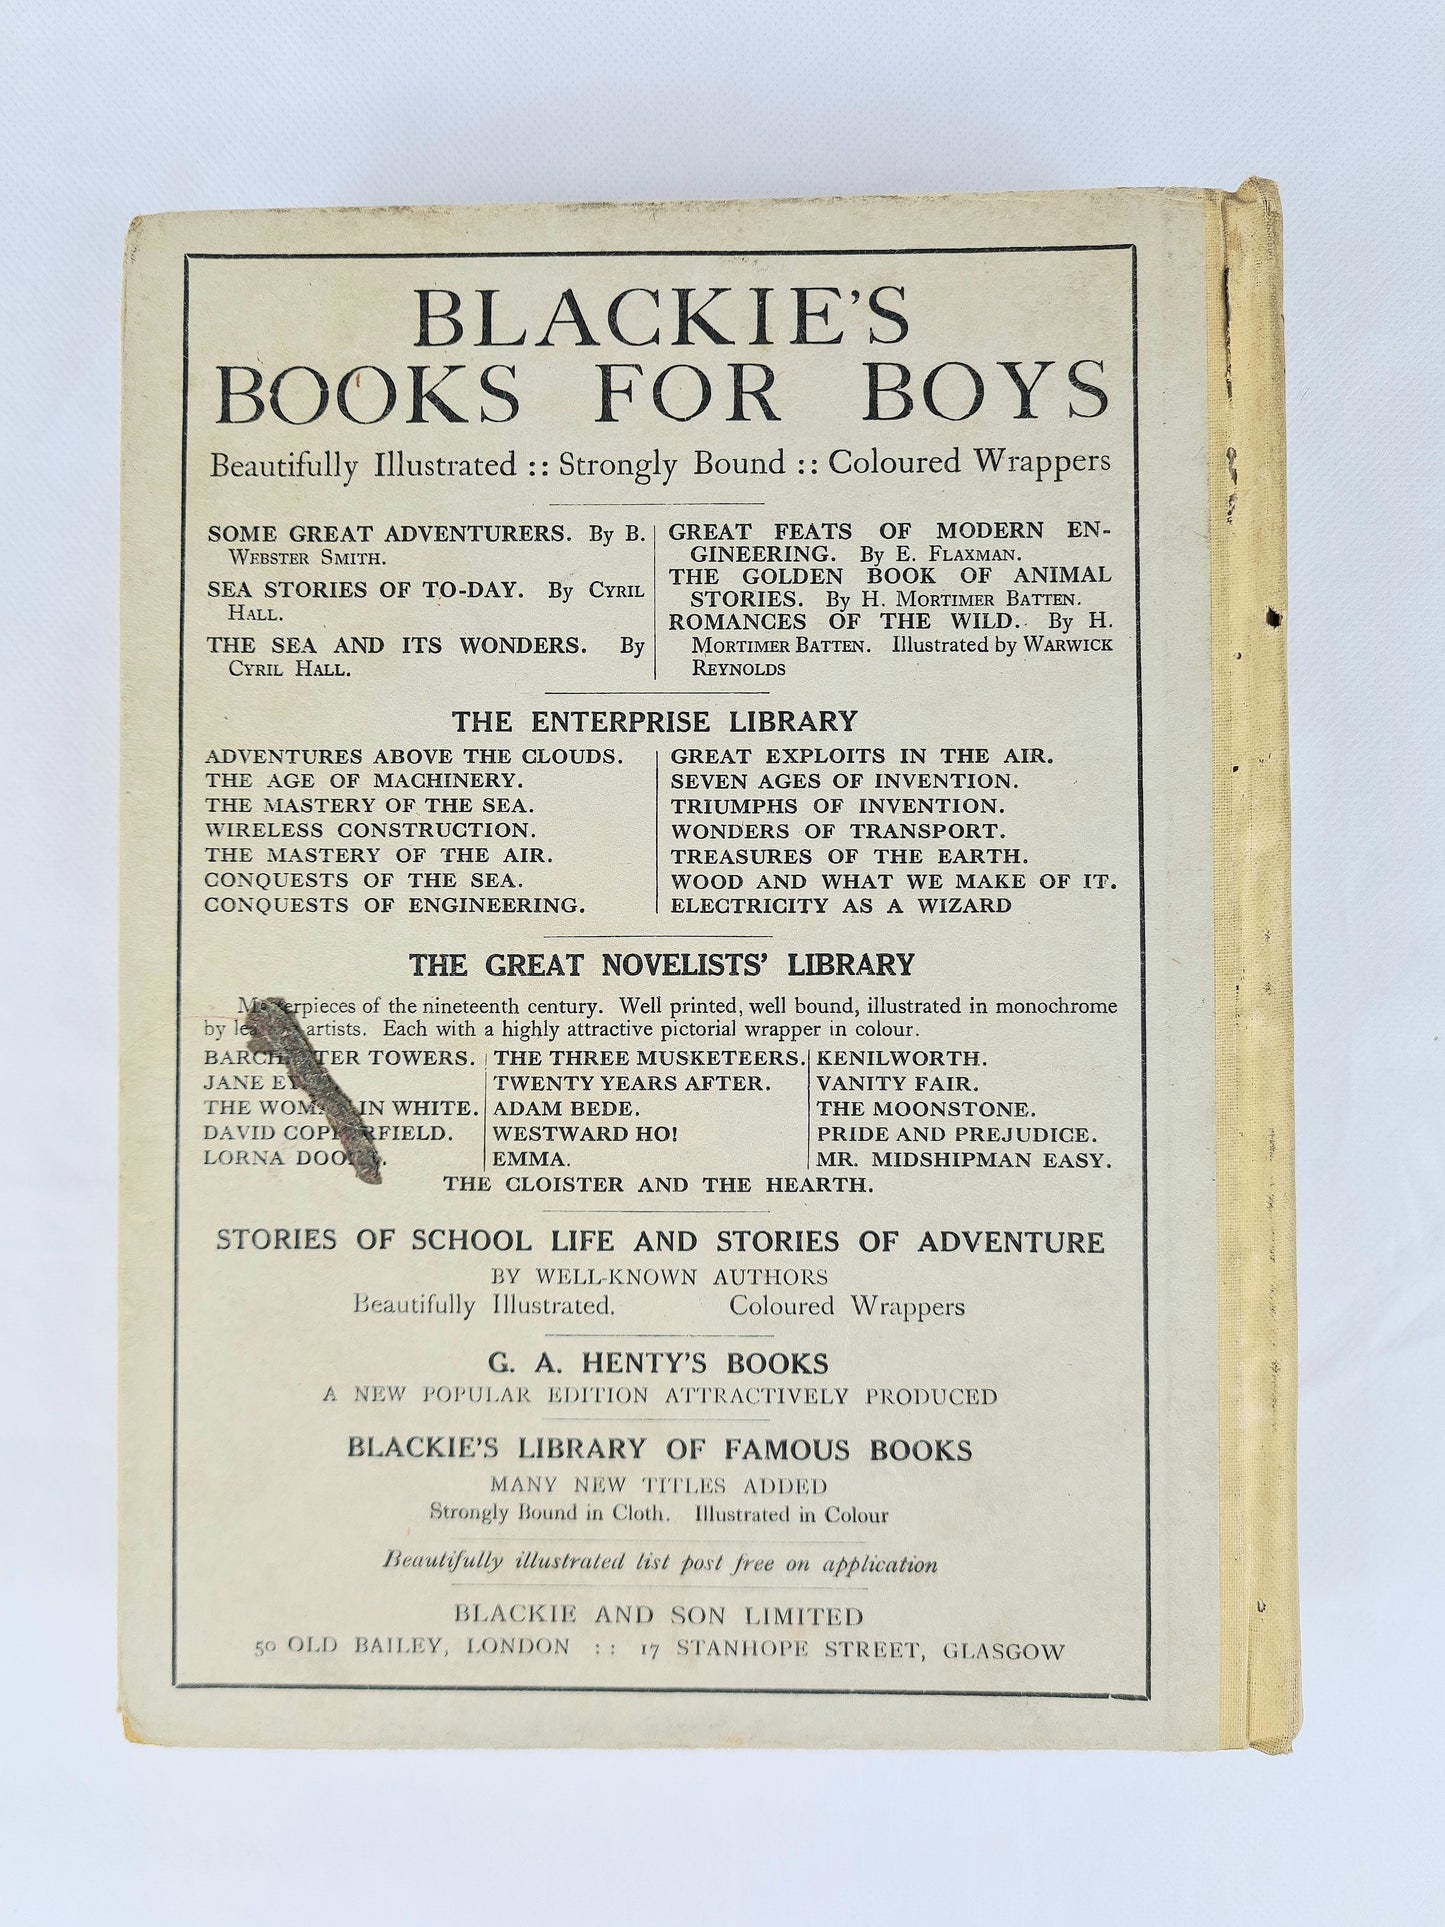 BLACKIE'S
BOOKS FOR BOYS
Beautifully Illustrated :: Strongly Bound :: Coloured Wrappers
SOME GREAT ADVENTURERS. By B.
WEBSTER SMITH.
SEA STORIES OF TO-DAY. By CYRIL
HALL.
THE SEA AND ITS WONDERS. By
CYRIL HALL.
GREAT FEATS OF MODERN EN-
GINEERING. By E. FLAXMAN.
THE GOLDEN BOOK OF ANIMAL
STORIES. By H. MORTIMER BATTEN.
ROMANCES OF THE WILD. By H.
MORTIMER BATTEN. Illustrated by WARWICK
REYNOLDS
THE ENTERPRISE LIBRARY
ADVENTURES ABOVE THE CLOUDS.
THE AGE OF MACHINERY.
THE MASTERY OF THE SEA.
WIRELESS CONSTRUCTION.
THE MASTERY OF THE AIR.
CONQUESTS OF THE SEA.
CONQUESTS OF ENGINEERING.
GREAT EXPLOITS IN THE AIR.
SEVEN AGES OF INVENTION.
TRIUMPHS OF INVENTION.
WONDERS OF TRANSPORT.
TREASURES OF THE EARTH.
WOOD AND WHAT WE MAKE OF IT.
ELECTRICITY AS A WIZARD
THE GREAT NOVELISTS' LIBRARY
of the nineteenth century. Well printed, well bound, illustrated in monochrome
by artists. Each with a highly attractive pictorial wrapper in colour.
TOWERS.
JANE
THE IN WHITE.
DAVID
LORNA
THE THREE MUSKETEERS.
TWENTY YEARS AFTER.
ADAM BEDE.
WESTWARD HO!
EMMA.
KENILWORTH.
VANITY FAIR.
THE MOONSTONE.
PRIDE AND PREJUDICE.
MR. MIDSHIPMAN EASY.
THE CLOISTER AND THE HEARTH.
STORIES OF SCHOOL LIFE AND STORIES OF ADVENTURE
BY WELL-KNOWN AUTHORS
Beautifully Illustrated. Coloured Wrappers
G. A. HENTY'S BOOKS
A NEW POPULAR EDITION ATTRACTIVELY PRODUCED
BLACKIE'S LIBRARY OF FAMOUS BOOKS
MANY NEW TITLES ADDED
Strongly Bound in Cloth. Illustrated in Colour
Beautifully illustrated list post free on application
BLACKIE AND SON LIMITED
50 OLD BAILEY, LONDON :: 17 STANHOPE STREET, GLASGOW